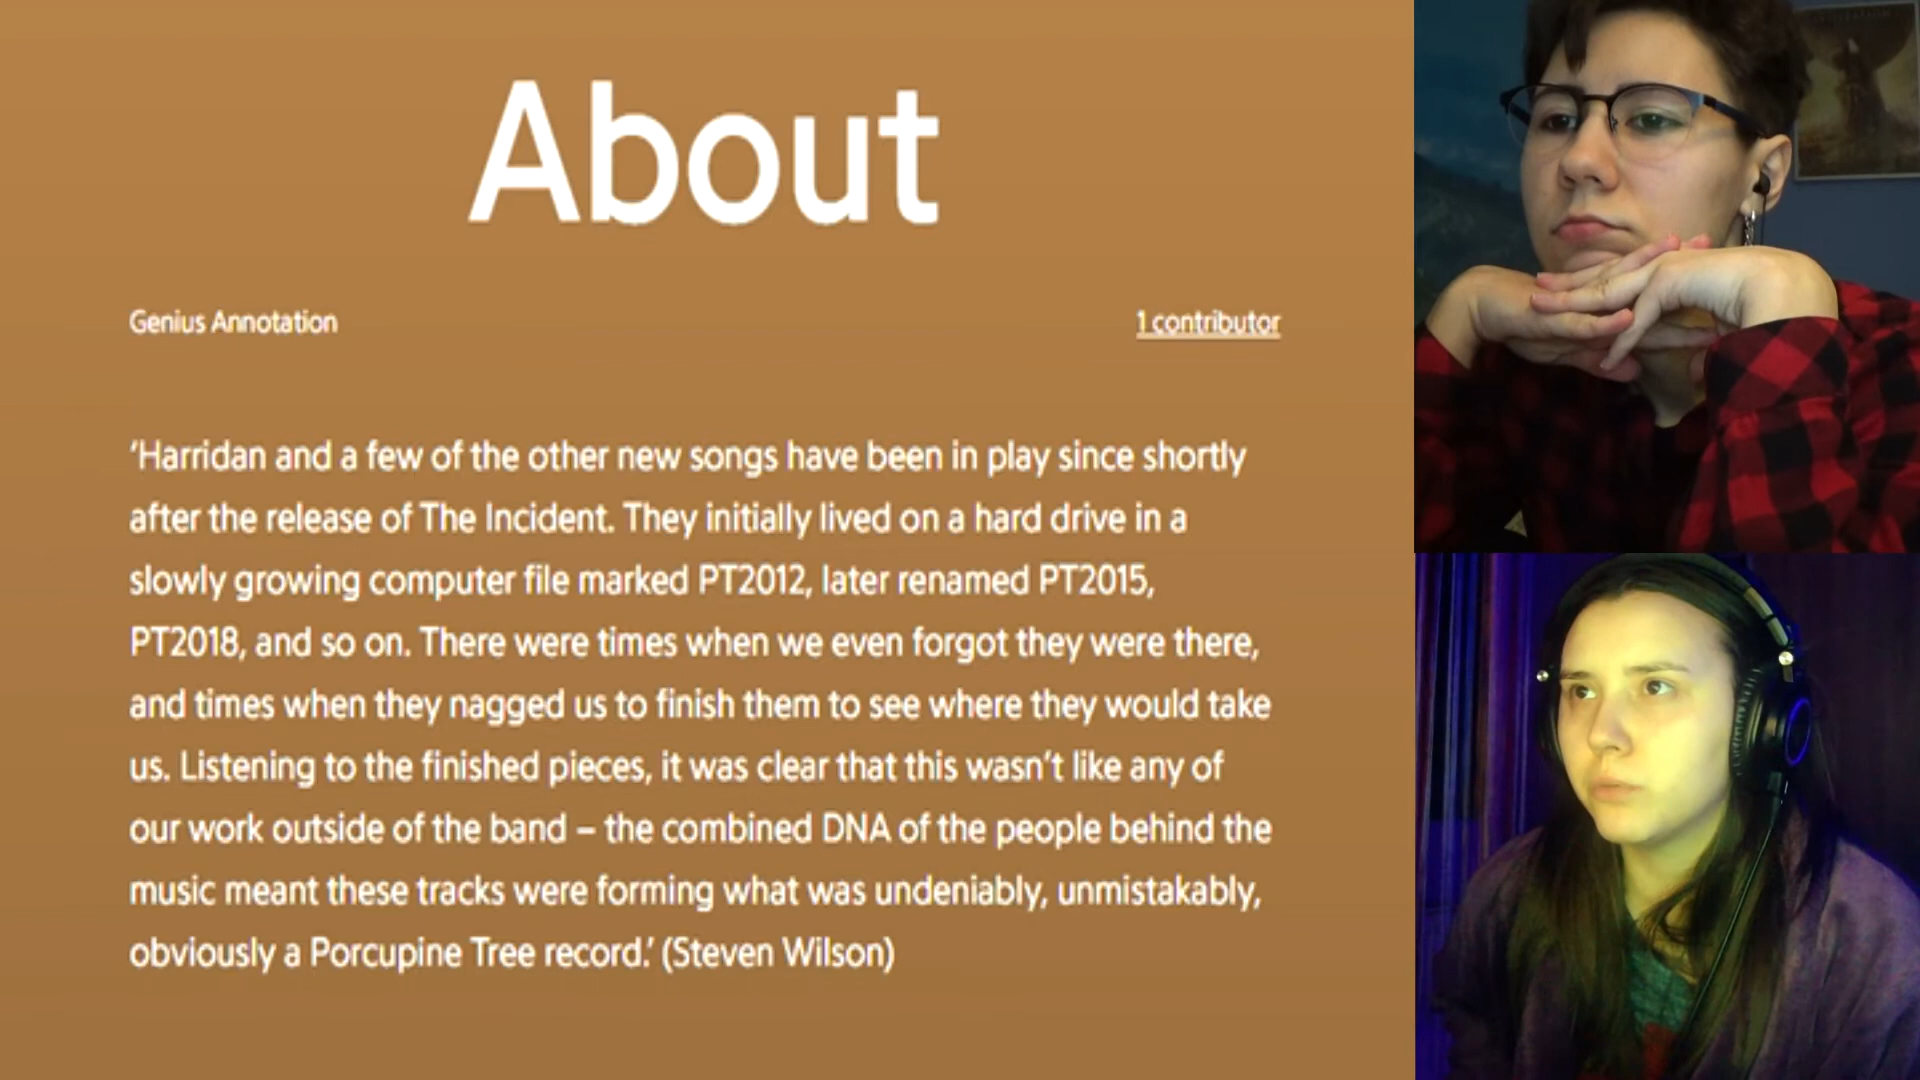 About
Genius Annotation
1 contributor
‘Harridan and a few of the other new songs have been in play since shortly
after the release of The Incident. They initially lived on a hard drive in a
slowly growing computer file marked PT2012, later renamed PT2015,
PT2018, and so on. There were times when we even forgot they were there,
and times when they nagged us to finish them to see where they would take
us. Listening to the finished pieces, it was clear that this wasn’t like any of
our work outside of the band – the combined DNA of the people behind the
music meant these tracks were forming what was undeniably, unmistakably,
obviously a Porcupine Tree record.’ (Steven Wilson)